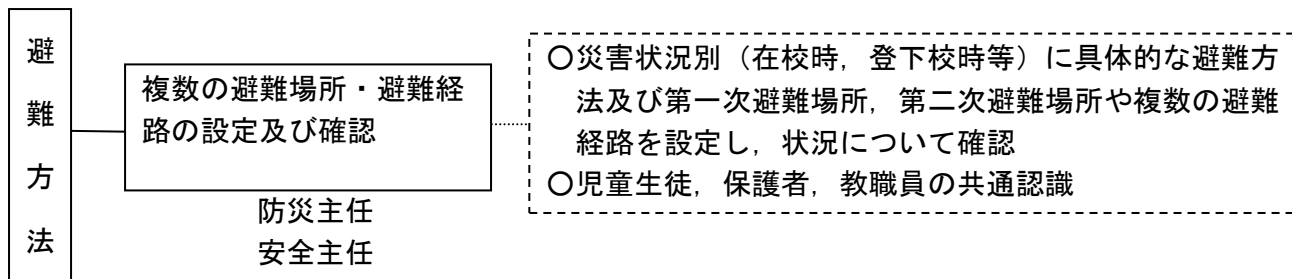 避難方法
複数の避難場所・避難経
路の設定及び確認
防災主任
安全主任
○災害状況別（在校時，登下校時等）に具体的な避難方
法及び第一次避難場所，第二次避難場所や複数の避難
経路を設定し，状況について確認
○児童生徒，保護者，教職員の共通認識